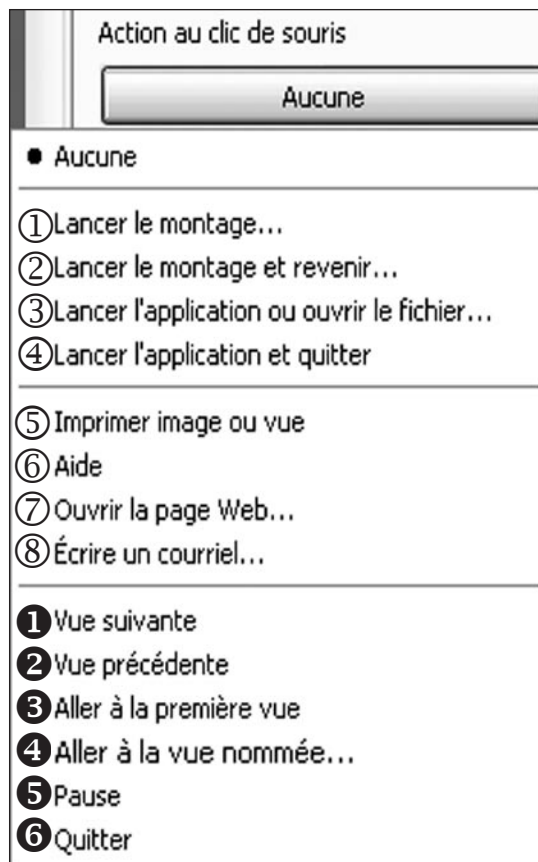 Action au clic de souris
Aucune
● Aucune
①Lancer le montage...
②Lancer le montage et revenir...
③Lancer l'application ou ouvrir le fichier...
④Lancer l'application et quitter
⑤Imprimer image ou vue
⑥Aide
⑦Ouvrir la page Web...
⑧Écrire un courriel...
❶Vue suivante
❷Vue précédente
❸Aller à la première vue
❹Aller à la vue nommée...
❺Pause
❻Quitter